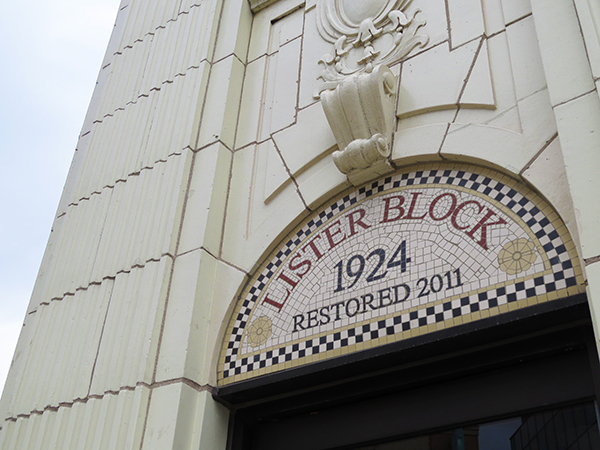 LISTER BLOCK
1924
RESTORED 2011